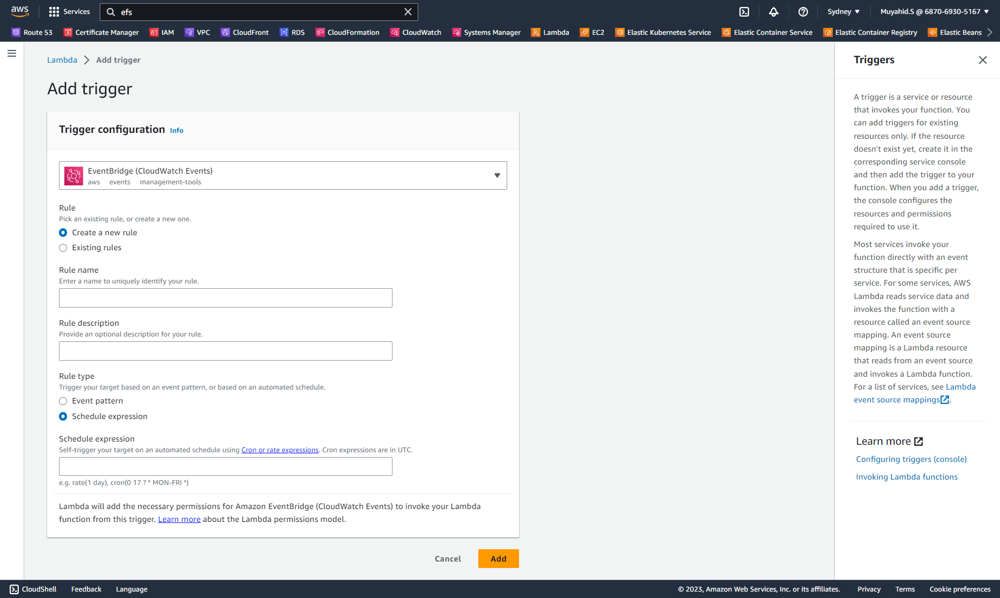 aws
Services
efs
Sydney
Muyahid.S @ 6870-6930-5167
Route 53
Certificate Manager
IAM
VPC
CloudFront
RDS
CloudFormation
CloudWatch
Systems Manager
Lambda
EC2
Elastic Kubernetes Service
Elastic Container Service
Elastic Container Registry
Elastic Beans
Lambda
Add trigger
Add trigger
Trigger configuration Info
EventBridge (CloudWatch Events)
aws events management-tools
Rule
Pick an existing rule, or create a new one.
Create a new rule
Existing rules
Rule name
Enter a name to uniquely identify your rule.
Rule description
Provide an optional description for your rule.
Rule type
Trigger your target based on an event pattern, or based on an automated schedule.
Event pattern
Schedule expression
Schedule expression
Self-trigger your target on an automated schedule using Cron or rate expressions. Cron expressions are in UTC.
e.g. rate(1 day), cron(0 17 ? * MON-FRI *)
Lambda will add the necessary permissions for Amazon EventBridge (CloudWatch Events) to invoke your Lambda
function from this trigger. Learn more about the Lambda permissions model.
Cancel
Add
Triggers
A trigger is a service or resource
that invokes your function. You
can add triggers for existing
resources only. If the resource
doesn't exist yet, create it in the
corresponding service console
and then add the trigger to your
function. When you add a trigger,
the console configures the
resources and permissions
required to use it.
Most services invoke your
function directly with an event
structure that is specific per
service. For some services, AWS
Lambda reads service data and
invokes the function with a
resource called an event source
mapping. An event source
mapping is a Lambda resource
that reads from an event source
and invokes a Lambda function.
For a list of services, see Lambda
event source mappings.
Learn more
Configuring triggers (console)
Invoking Lambda functions
CloudShell
Feedback
Language
© 2023, Amazon Web Services, Inc. or its affiliates.
Privacy
Terms
Cookie preferences